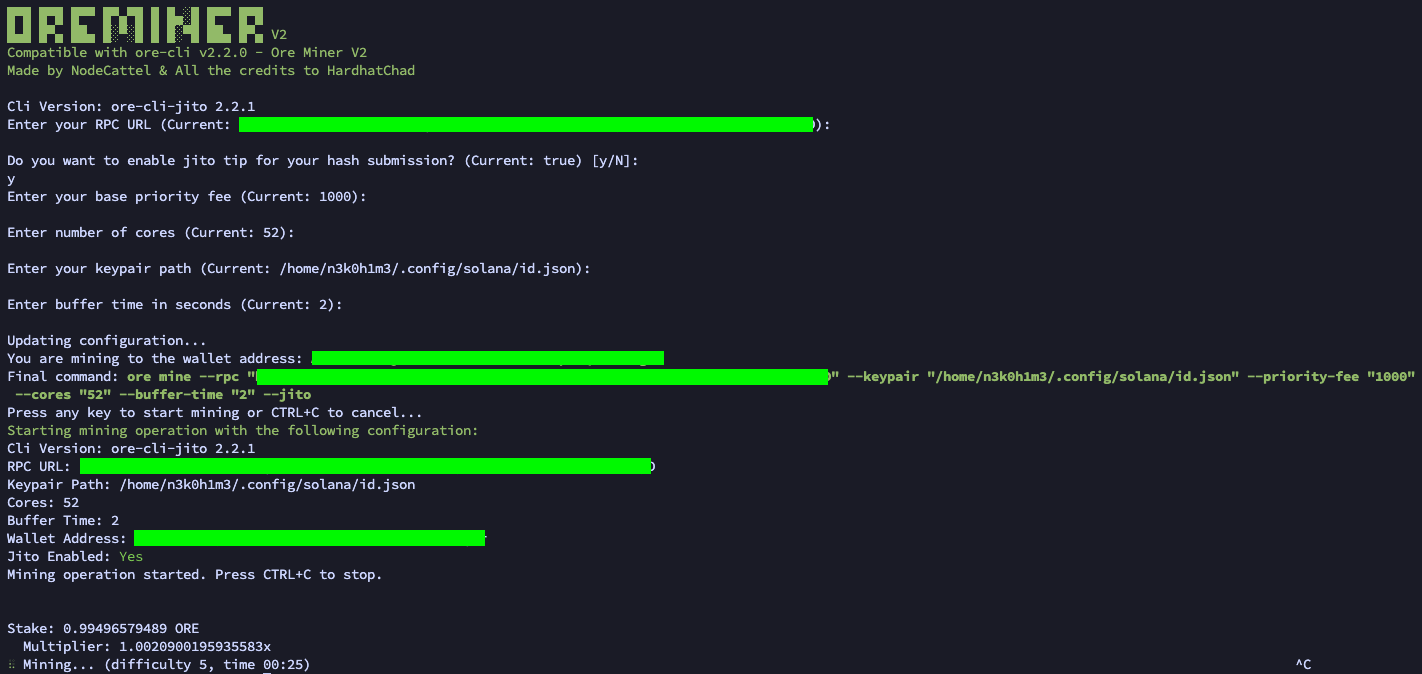 OREMINER V2
Compatible with ore-cli v2.2.0 - Ore Miner V2
Made by NodeCattel & All the credits to HardhatChad
Cli Version: ore-cli-jito 2.2.1
Enter your RPC URL (Current: ):
Do you want to enable jito tip for your hash submission? (Current: true) [y/N]:
y
Enter your base priority fee (Current: 1000):
Enter number of cores (Current: 52):
Enter your keypair path (Current: /home/n3k0h1m3/.config/solana/id.json):
Enter buffer time in seconds (Current: 2):
Updating configuration...
You are mining to the wallet address:
Final command: ore mine --rpc "" --keypair "/home/n3k0h1m3/.config/solana/id.json" --priority-fee "1000"
--cores "52" --buffer-time "2" --jito
Press any key to start mining or CTRL+C to cancel...
Starting mining operation with the following configuration:
Cli Version: ore-cli-jito 2.2.1
RPC URL:
Keypair Path: /home/n3k0h1m3/.config/solana/id.json
Cores: 52
Buffer Time: 2
Wallet Address:
Jito Enabled: Yes
Mining operation started. Press CTRL+C to stop.
Stake: 0.99496579489 ORE
Multiplier: 1.0020900195935583x
Mining... (difficulty 5, time 00:25) ^C